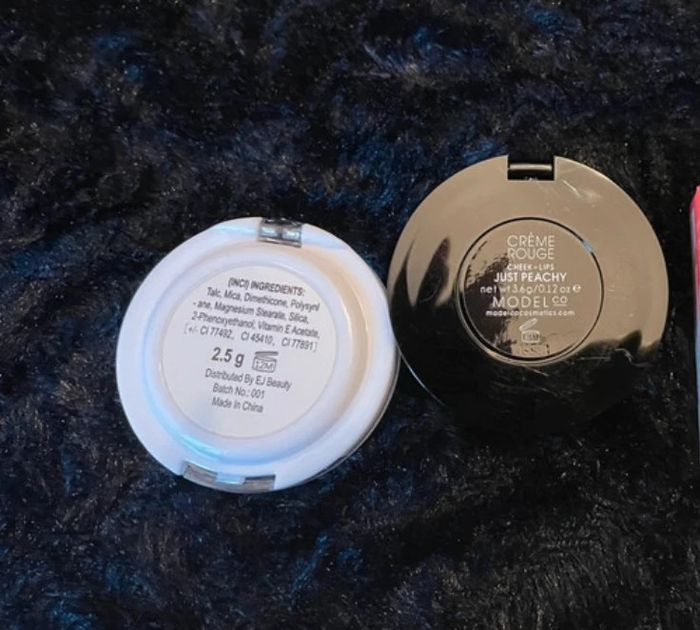 (INCI) INGREDIENTS:
Talc, Mica, Dimethicone, Polysynl
-ane, Magnesium Stearate, Silica,
2-Phenoxyethanol, Vitamin E Acetate,
[+/- CI 77492, CI 45410, CI 77891]
2.5 g 12M
Distributed By EJ Beauty
Batch No.: 001
Made In China
CRÈME
ROUGE
CHEEK+LIPS
JUST PEACHY
net wt 3.6g/0.12 oz e
MODEL CO
modelcocosmetics.com